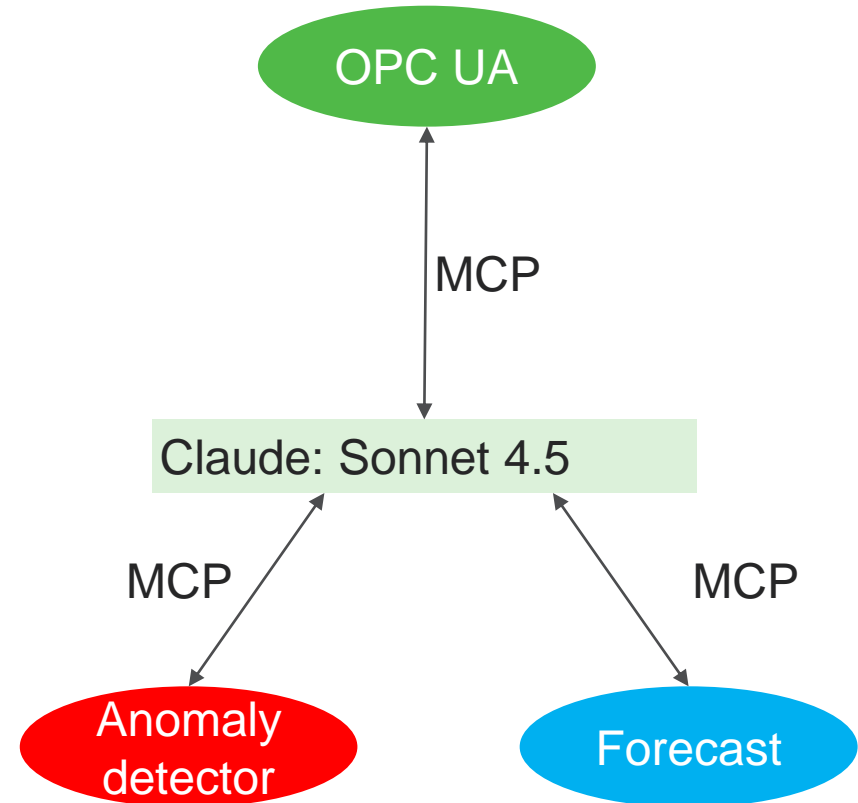 OPC UA
MCP
Claude: Sonnet 4.5
MCP
MCP
Anomaly
detector
Forecast